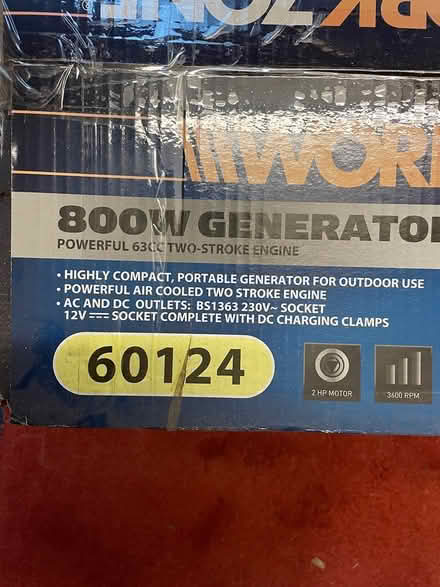 WOR
800W GENERATO
POWERFUL 63CC TWO-STROKE ENGINE
• HIGHLY COMPACT, PORTABLE GENERATOR FOR OUTDOOR USE
• POWERFUL AIR COOLED TWO STROKE ENGINE
• AC AND DC OUTLETS: BS1363 230V~ SOCKET
12V ⎓ SOCKET COMPLETE WITH DC CHARGING CLAMPS
60124
2 HP MOTOR
3600 RPM